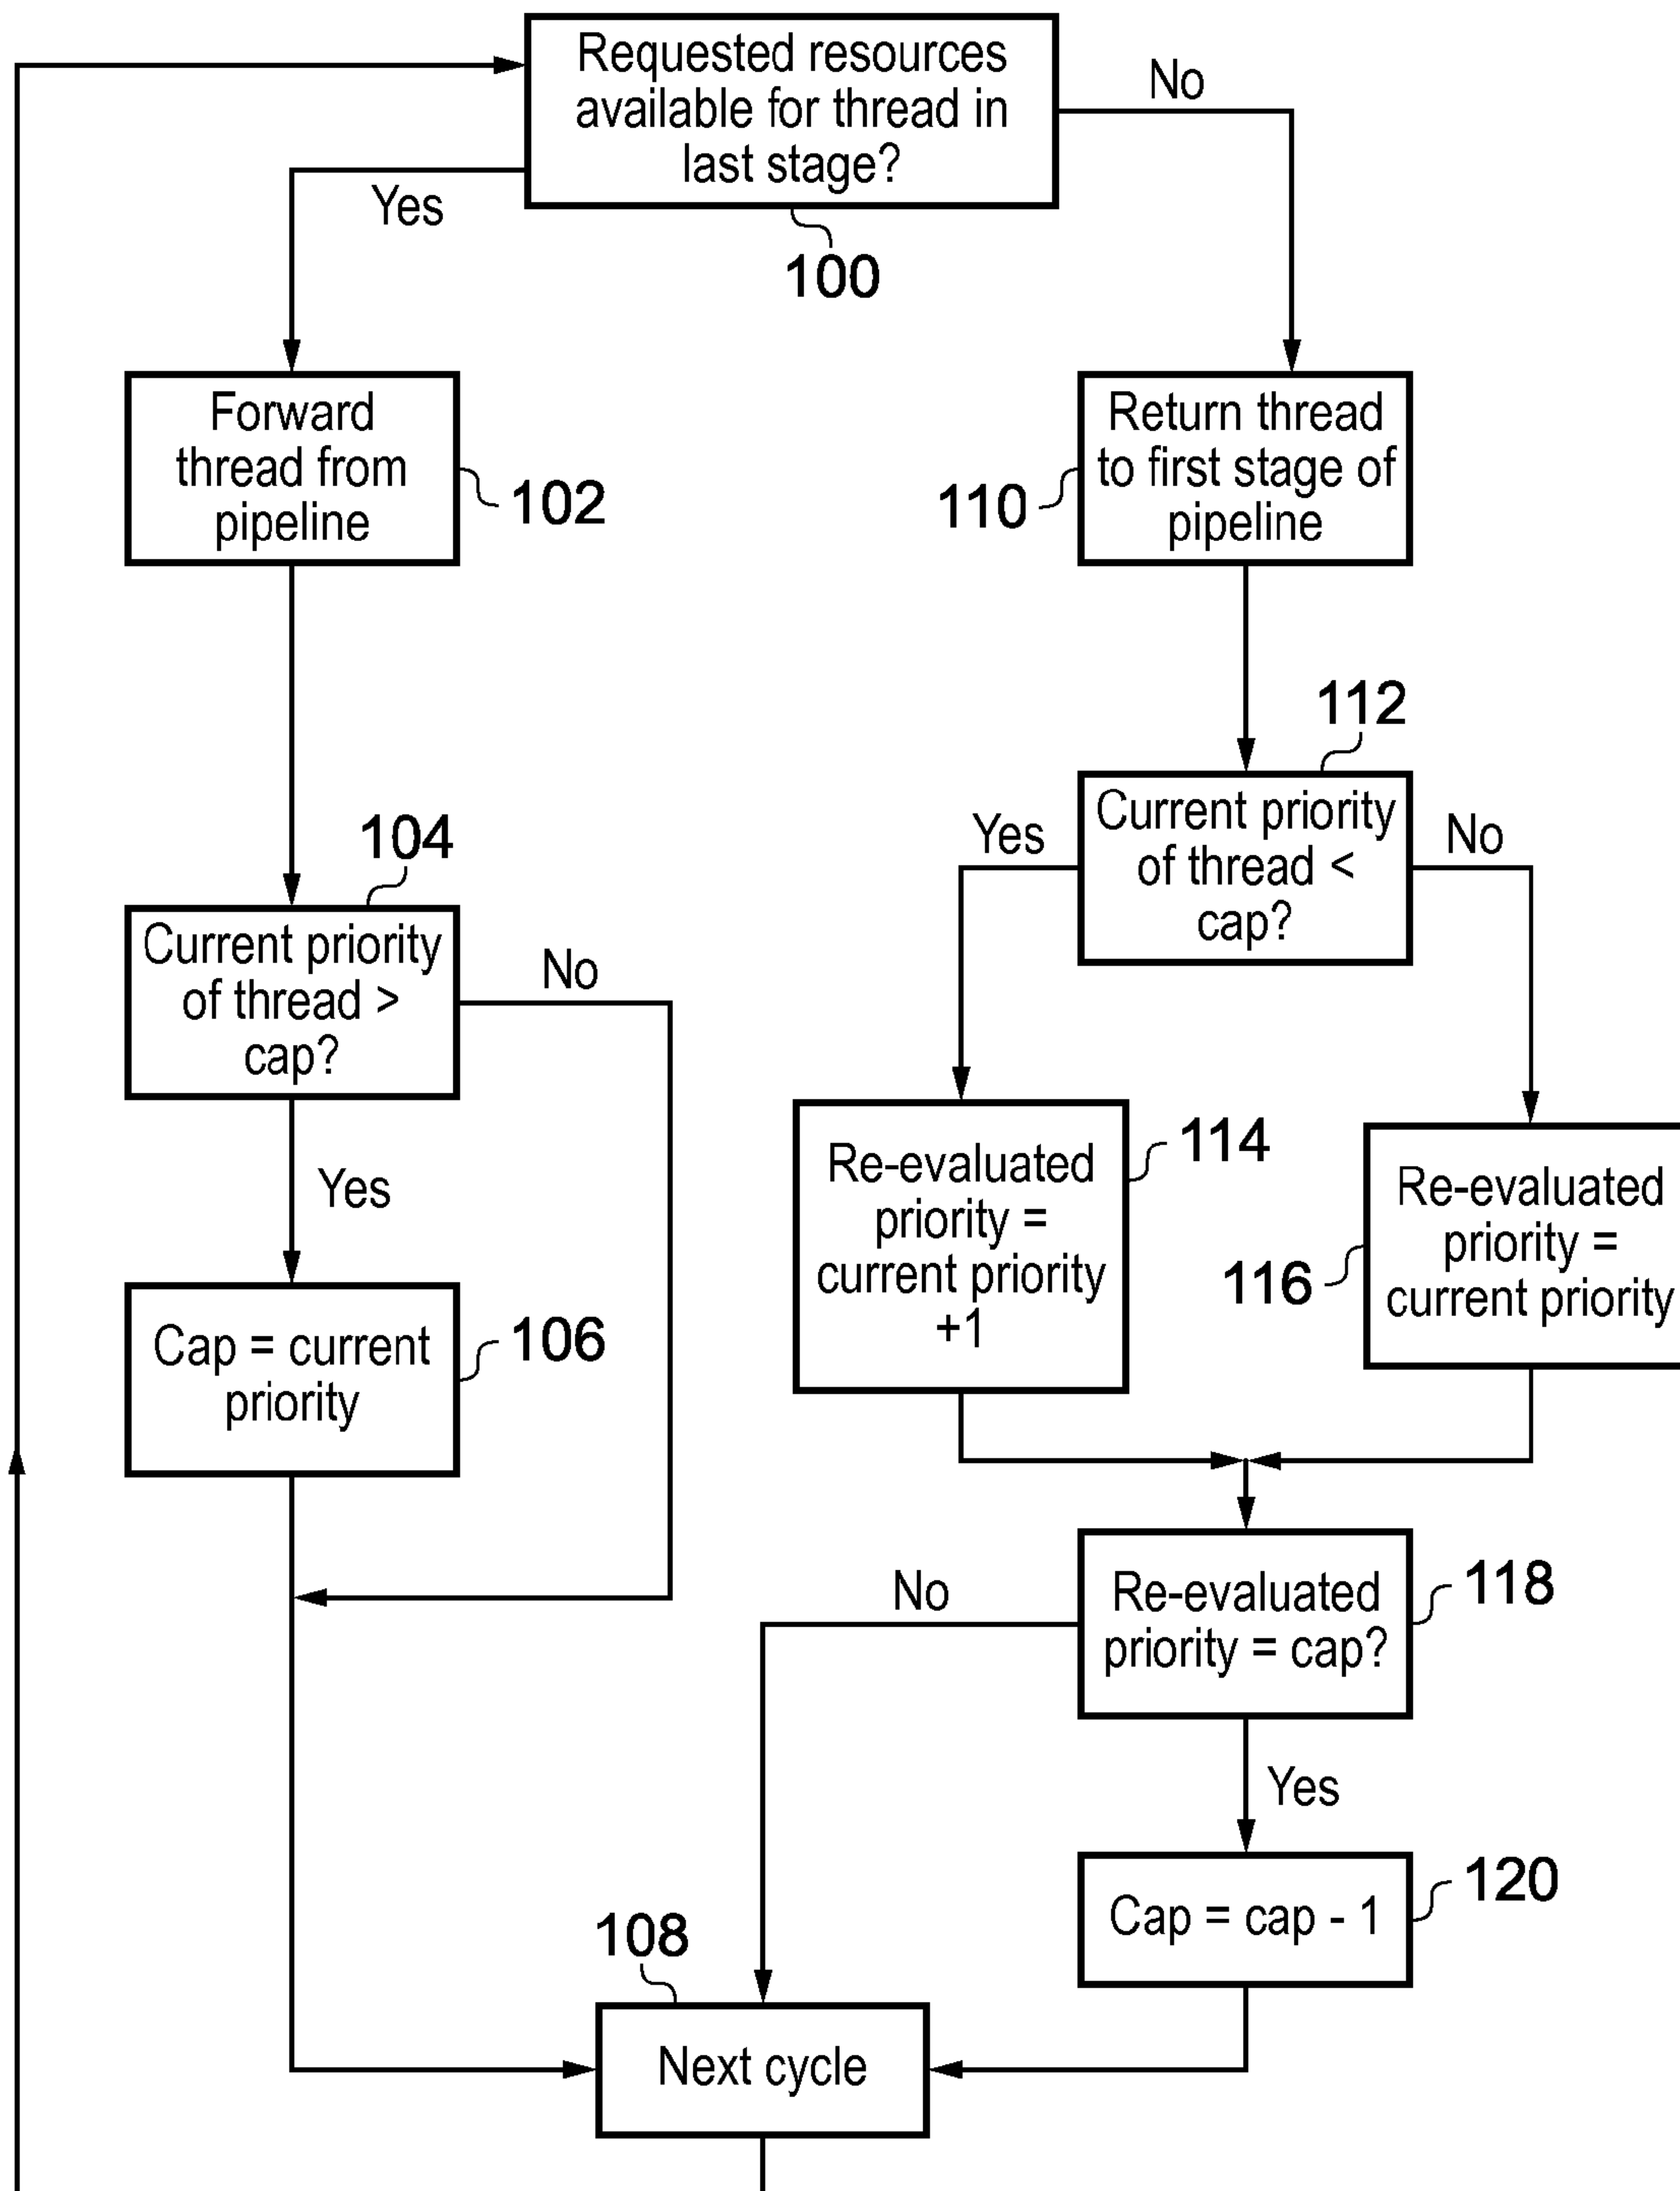 Requested resources
available for thread in
last stage?
No
Yes
100
Forward
thread from
pipeline
102
Return thread
to first stage of
pipeline
110
112
Current priority
of thread <
cap?
Yes
No
104
Current priority
of thread >
cap?
No
Yes
Re-evaluated
priority =
current priority
+1
114
Re-evaluated
priority =
current priority
116
Cap = current
priority
106
Re-evaluated
priority = cap?
118
No
Yes
Cap = cap - 1
120
108
Next cycle